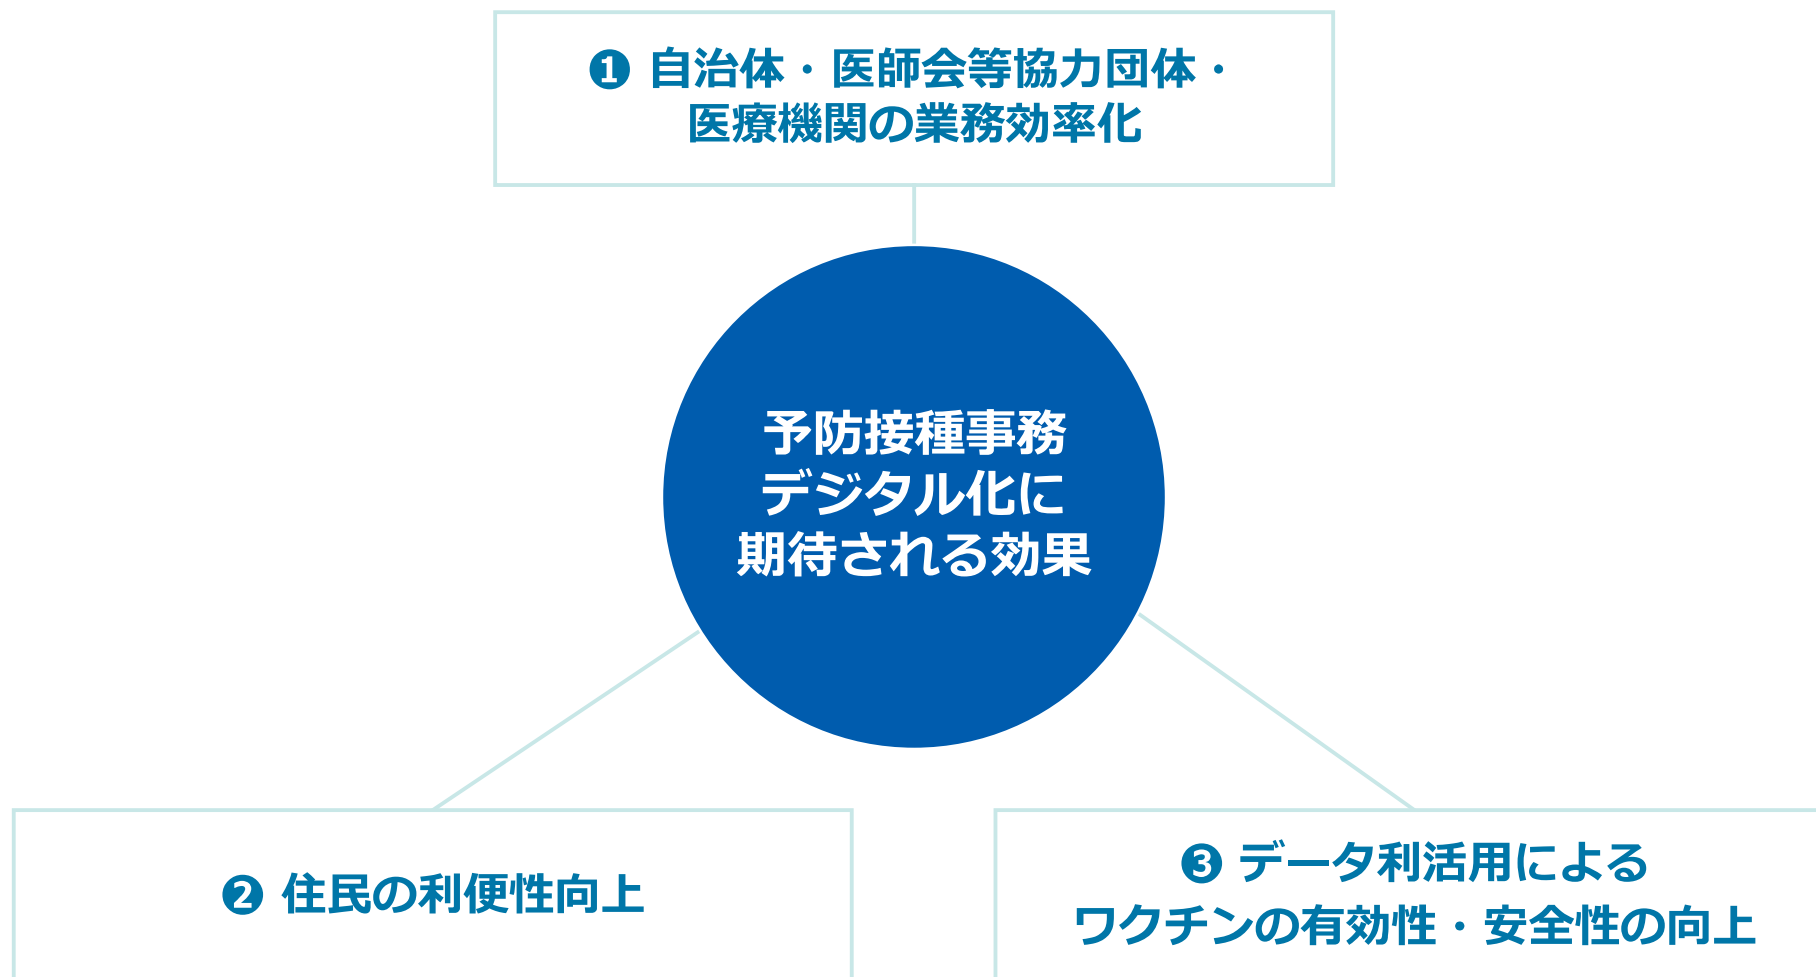 ❶ 自治体・医師会等協力団体・
医療機関の業務効率化
予防接種事務
デジタル化に
期待される効果
❷ 住民の利便性向上
❸ データ利活用による
ワクチンの有効性・安全性の向上